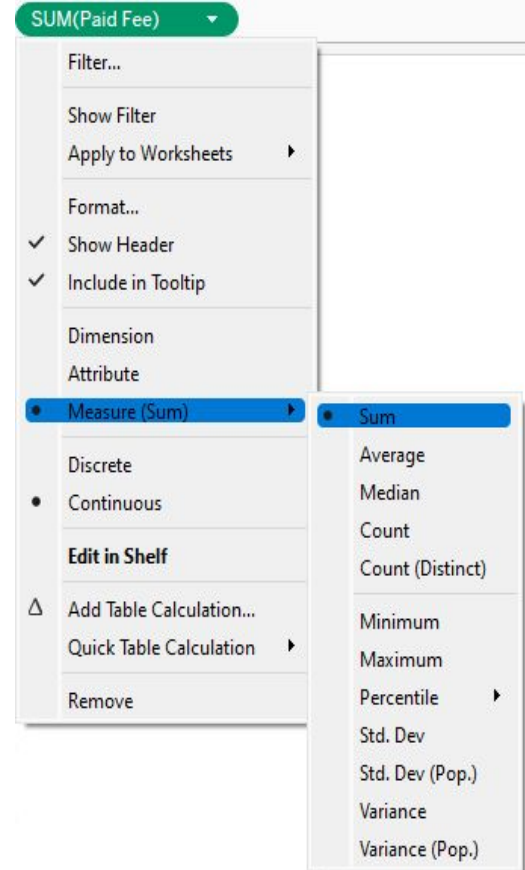 SUM(Paid Fee)
Filter...
Show Filter
Apply to Worksheets
Format...
Show Header
Include in Tooltip
Dimension
Attribute
Measure (Sum)
Discrete
Continuous
Edit in Shelf
Add Table Calculation...
Quick Table Calculation
Remove
Sum
Average
Median
Count
Count (Distinct)
Minimum
Maximum
Percentile
Std. Dev
Std. Dev (Pop.)
Variance
Variance (Pop.)